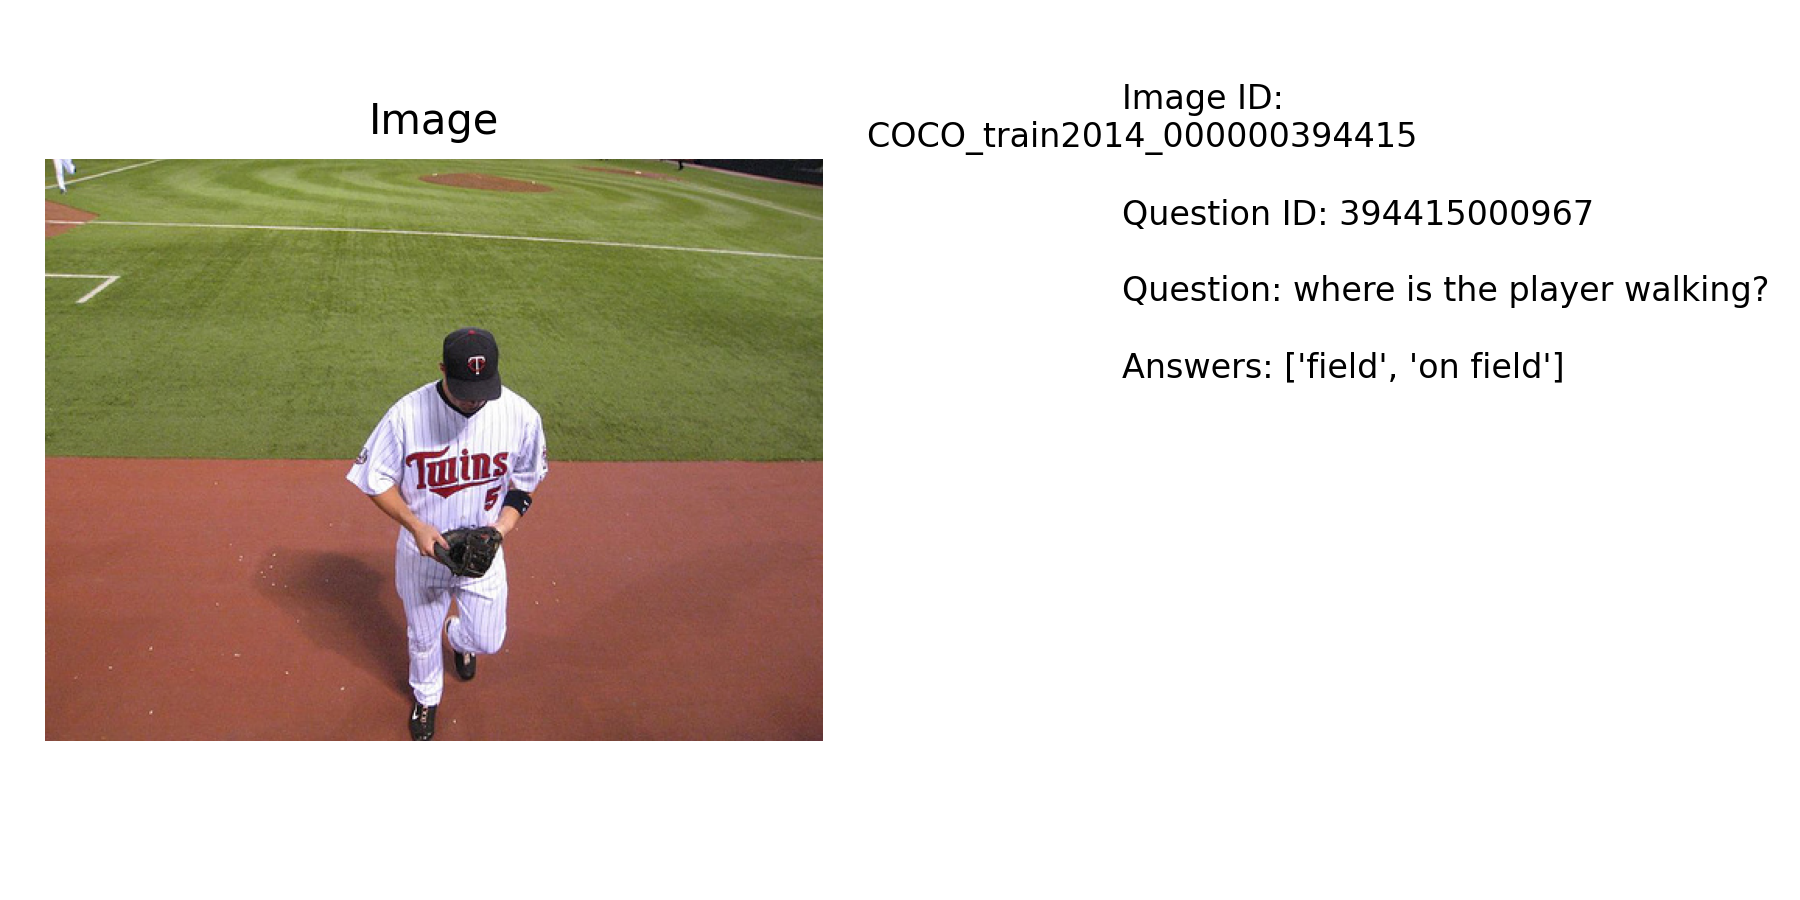 Image
Image ID:
COCO_train2014_000000394415
Question ID: 394415000967
Question: where is the player walking?
Answers: ['field', 'on field']
T
Twins
5